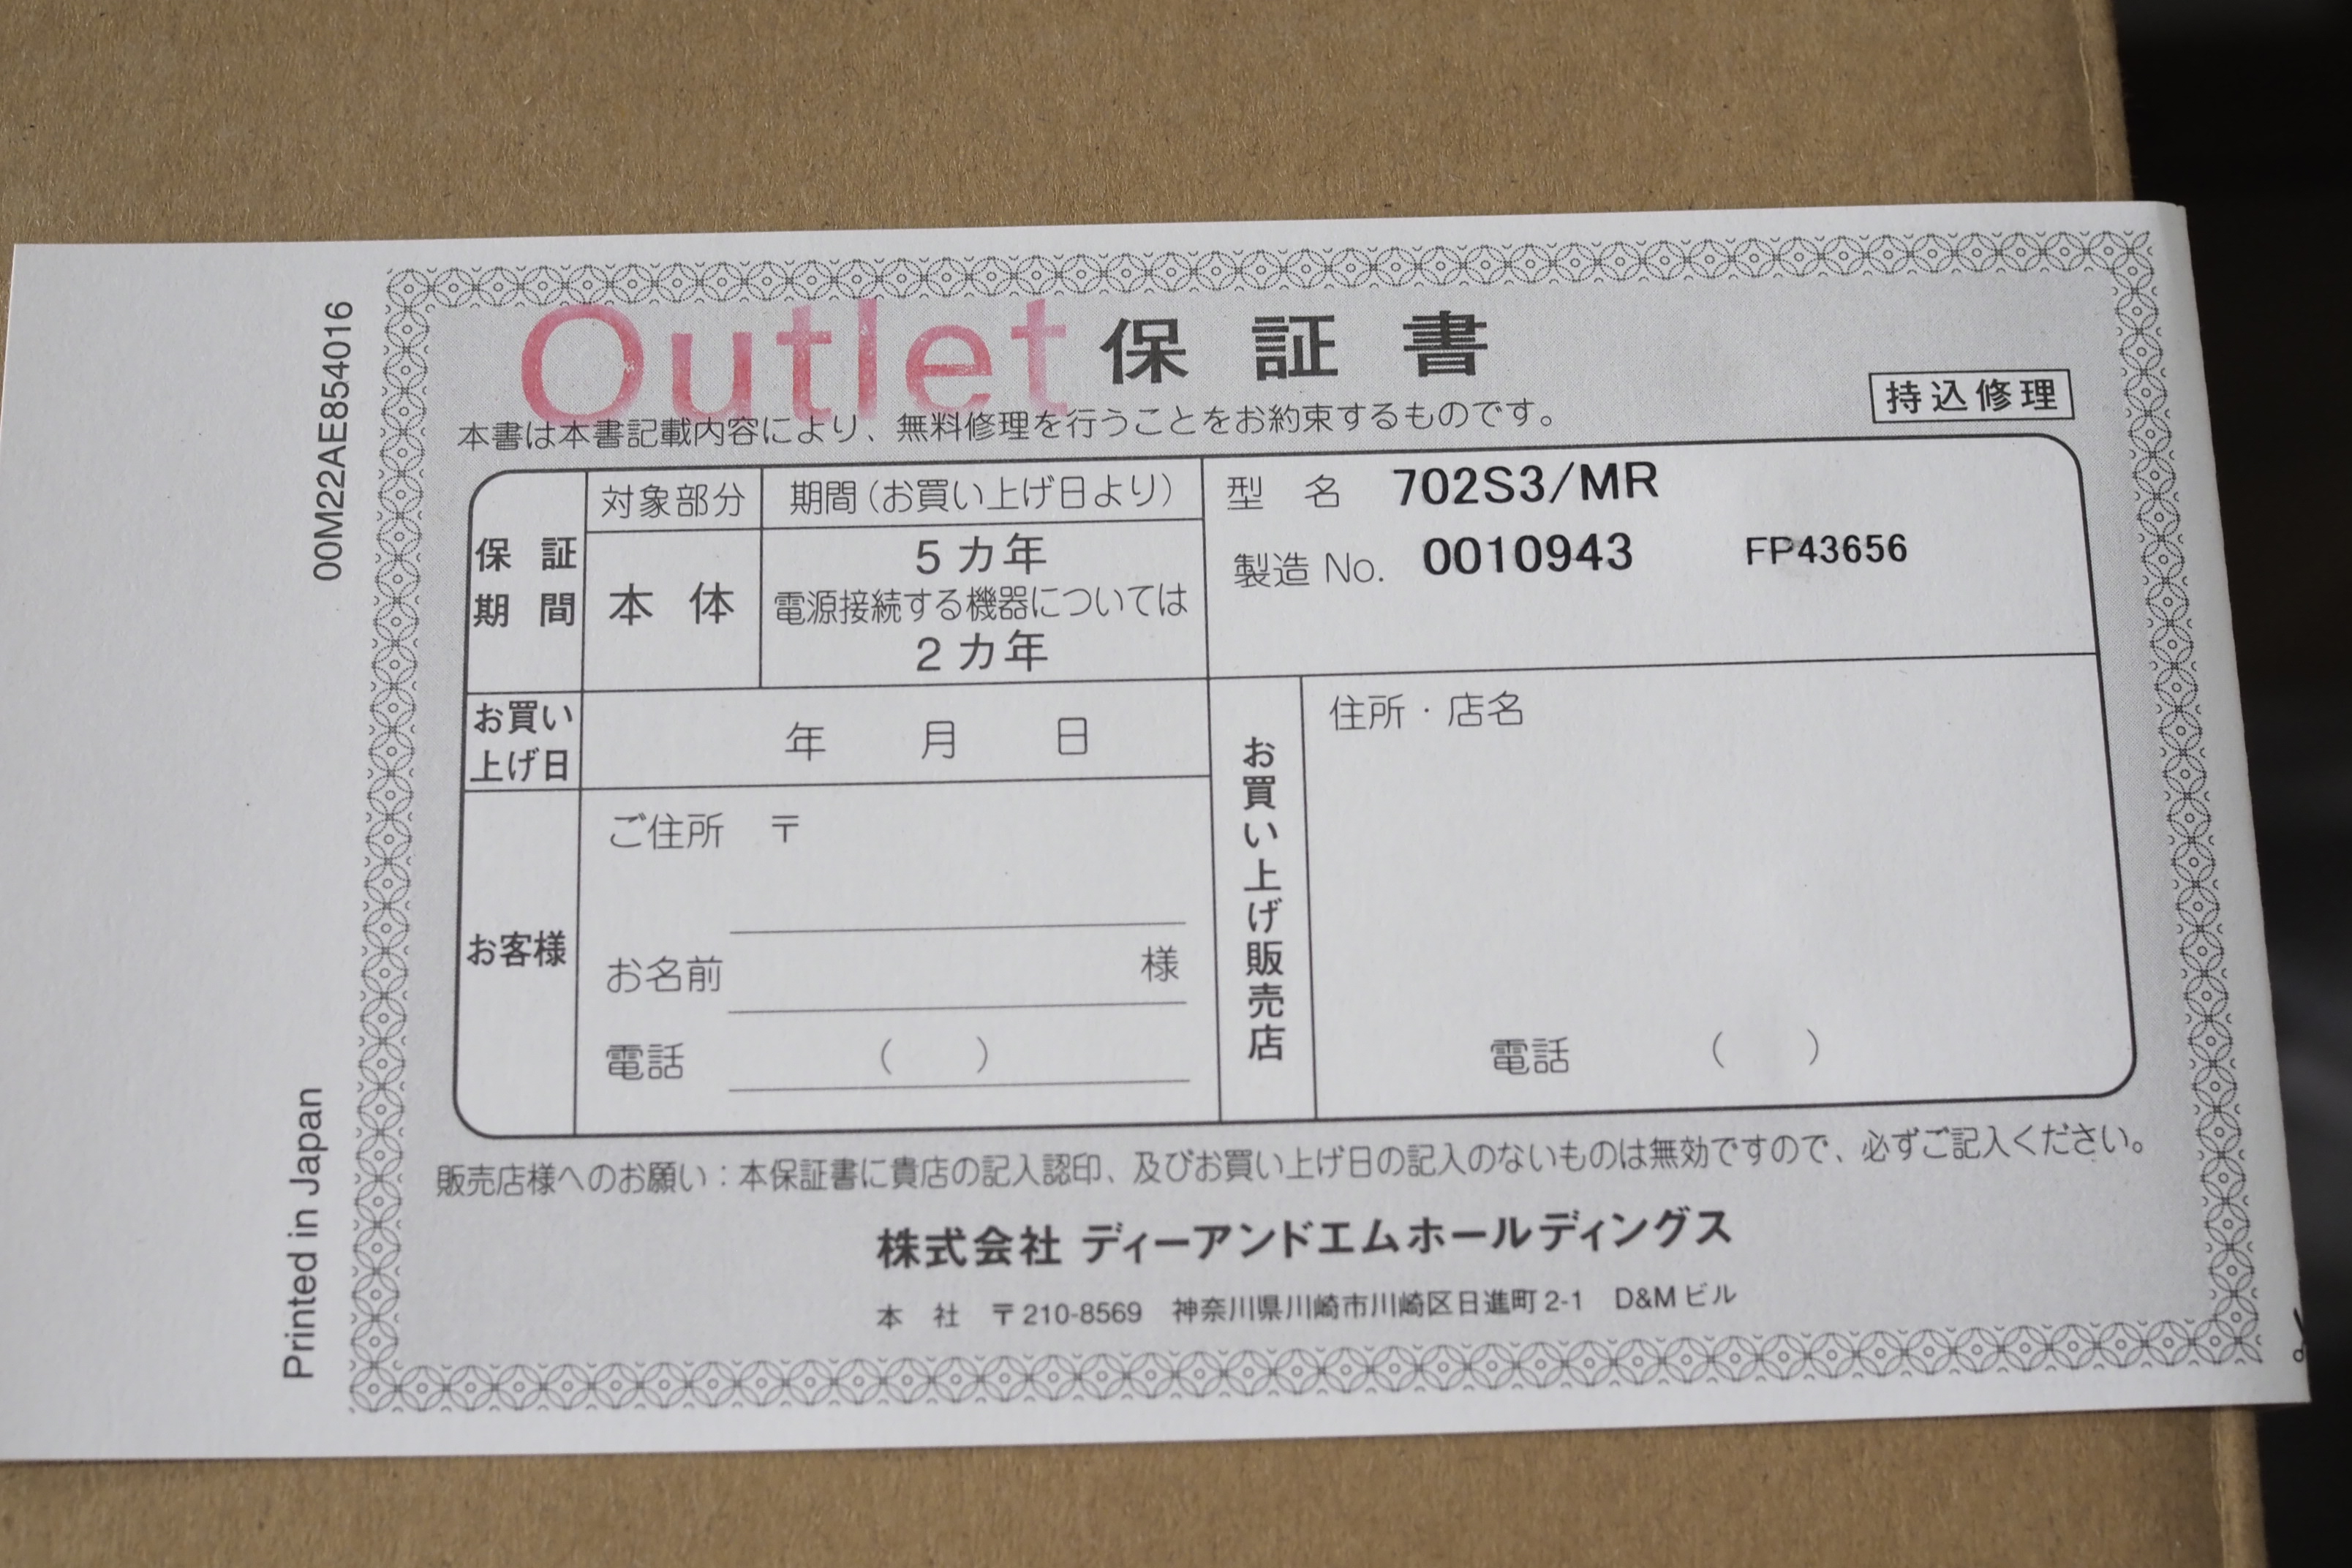 00M22AE854016
Printed in Japan
Outlet
保証書
本書は本書記載内容により、無料修理を行うことをお約束するものです。
持込修理
保証期間
対象部分
期間(お買い上げ日より)
本体
5カ年
電源接続する機器については
2カ年
型名 702S3/MR
製造 No. 0010943 FP43656
お買い上げ日
年 月 日
お客様
ご住所 〒
お名前 様
電話 ( )
お買い上げ販売店
住所・店名
電話 ( )
販売店様へのお願い:本保証書に貴店の記入認印、及びお買い上げ日の記入のないものは無効ですので、必ずご記入ください。
株式会社 ディーアンドエムホールディングス
本社 〒210-8569 神奈川県川崎市川崎区日進町2-1 D&Mビル